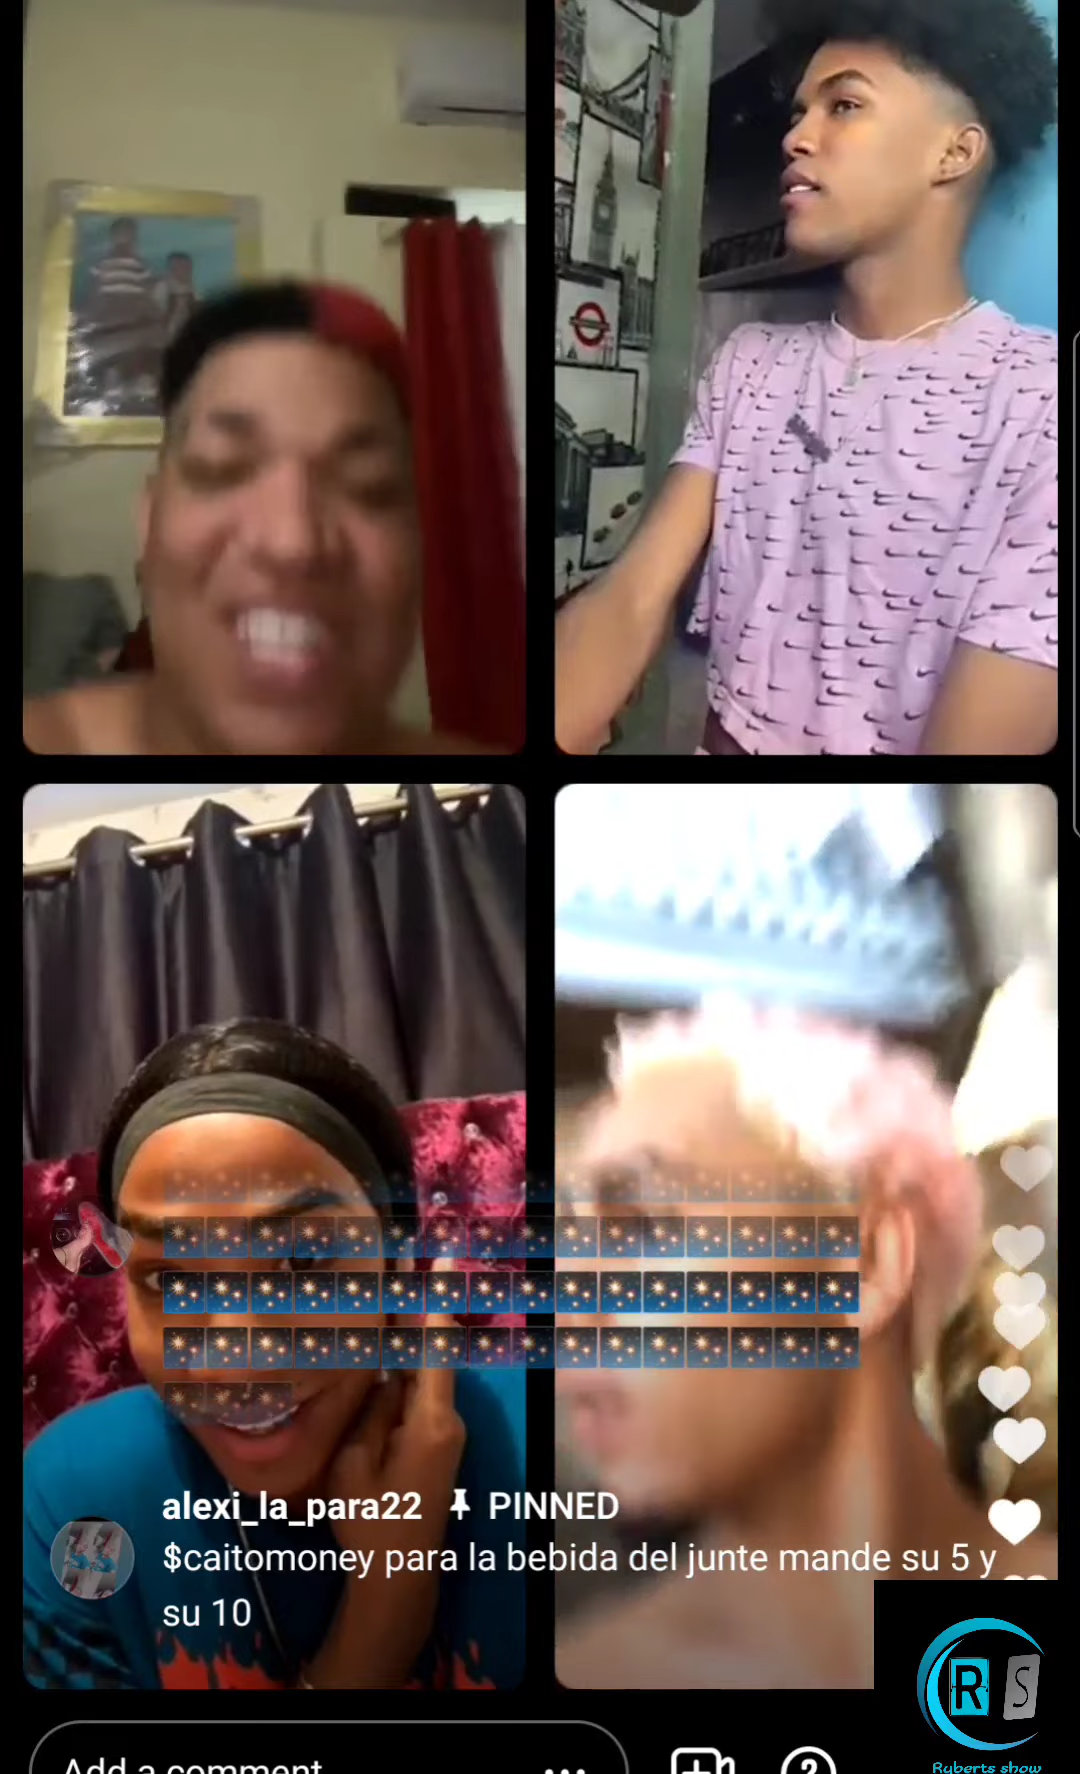 alexi_la_para22 PINNED
$caitomoney para la bebida del junte mande su 5 y
su 10
Add a comment
R S
Ryberts show